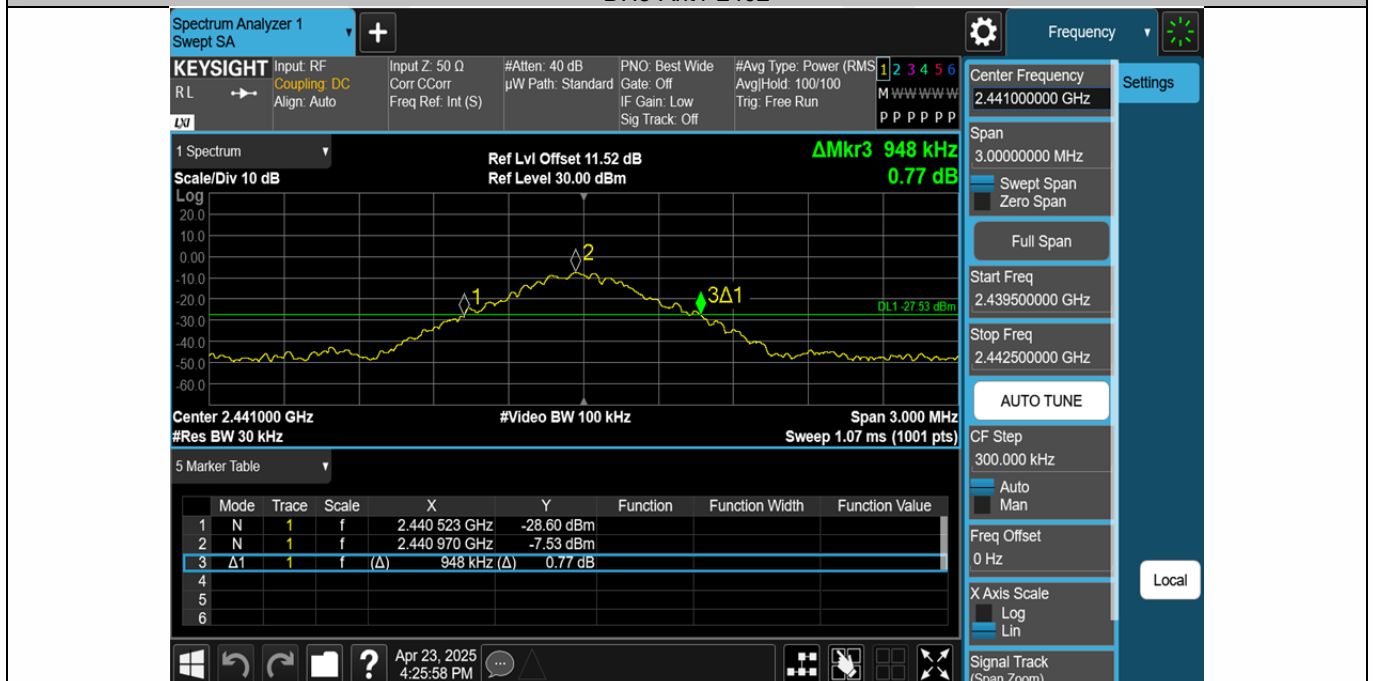 Spectrum Analyzer 1
Swept SA
+
Frequency
KEYSIGHT
RL
LXI
Input: RF
Coupling: DC
Align: Auto
Input Z: 50 Ω
Corr CCorr
Freq Ref: Int (S)
#Atten: 40 dB
µW Path: Standard
PNO: Best Wide
Gate: Off
IF Gain: Low
Sig Track: Off
#Avg Type: Power (RMS
Avg|Hold: 100/100
Trig: Free Run
1 2 3 4 5 6
M W W W W W
P P P P P P
1 Spectrum
Scale/Div 10 dB
Ref Lvl Offset 11.52 dB
Ref Level 30.00 dBm
ΔMkr3 948 kHz
0.77 dB
Log
20.0
10.0
0.00
-10.0
-20.0
-30.0
-40.0
-50.0
-60.0
1
2
3Δ1
DL1 -27.53 dBm
Center 2.441000 GHz
#Video BW 100 kHz
Span 3.000 MHz
#Res BW 30 kHz
Sweep 1.07 ms (1001 pts)
5 Marker Table
Mode Trace Scale X Y Function Function Width Function Value
1 N 1 f 2.440 523 GHz -28.60 dBm
2 N 1 f 2.440 970 GHz -7.53 dBm
3 Δ1 1 f (Δ) 948 kHz (Δ) 0.77 dB
4
5
6
?
Apr 23, 2025
4:25:58 PM
Center Frequency
2.441000000 GHz
Settings
Span
3.00000000 MHz
Swept Span
Zero Span
Full Span
Start Freq
2.439500000 GHz
Stop Freq
2.442500000 GHz
AUTO TUNE
CF Step
300.000 kHz
Auto
Man
Freq Offset
0 Hz
X Axis Scale
Log
Lin
Local
Signal Track
(Span Zoom)